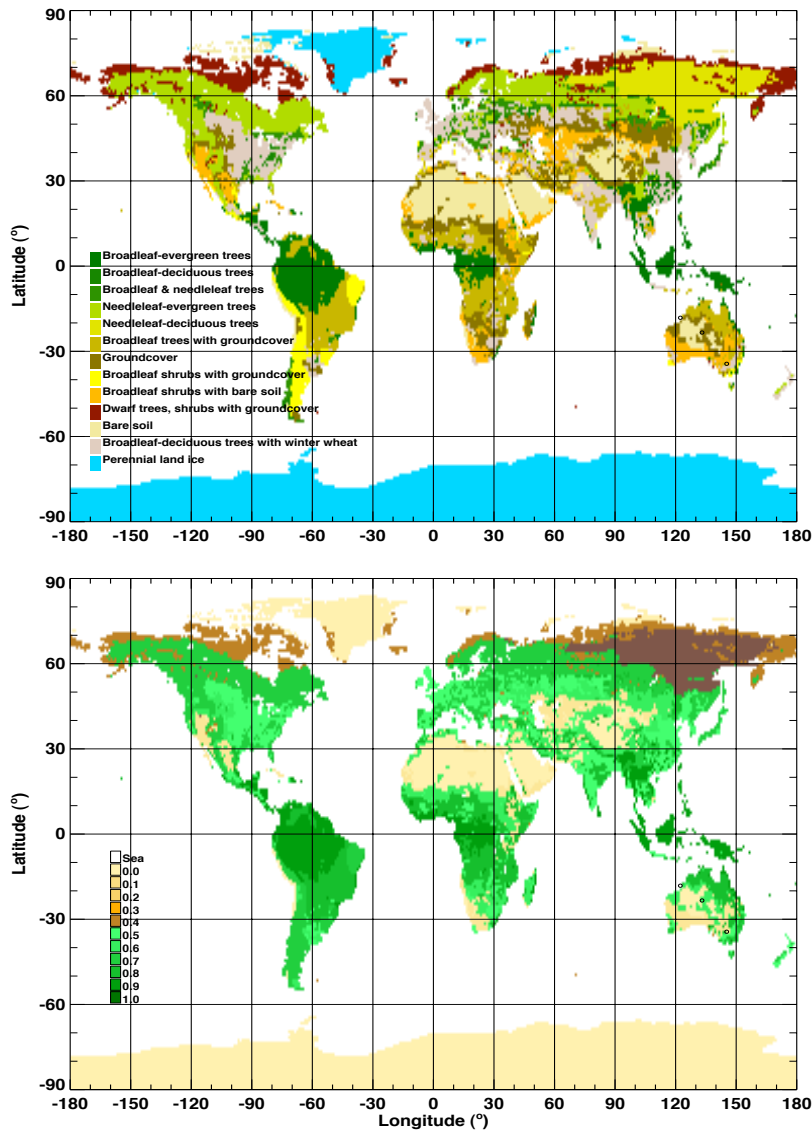 90
60
30
0
-30
-60
-90
Latitude (º)
Broadleaf-evergreen trees
Broadleaf-deciduous trees
Broadleaf & needleleaf trees
Needleleaf-evergreen trees
Needleleaf-deciduous trees
Broadleaf trees with groundcover
Groundcover
Broadleaf shrubs with groundcover
Broadleaf shrubs with bare soil
Dwarf trees, shrubs with groundcover
Bare soil
Broadleaf-deciduous trees with winter wheat
Perennial land ice
-180 -150 -120 -90 -60 -30 0 30 60 90 120 150 180
90
60
30
0
-30
-60
-90
Latitude (º)
Sea
0.0
0.1
0.2
0.3
0.4
0.5
0.6
0.7
0.8
0.9
1.0
-180 -150 -120 -90 -60 -30 0 30 60 90 120 150 180
Longitude (º)